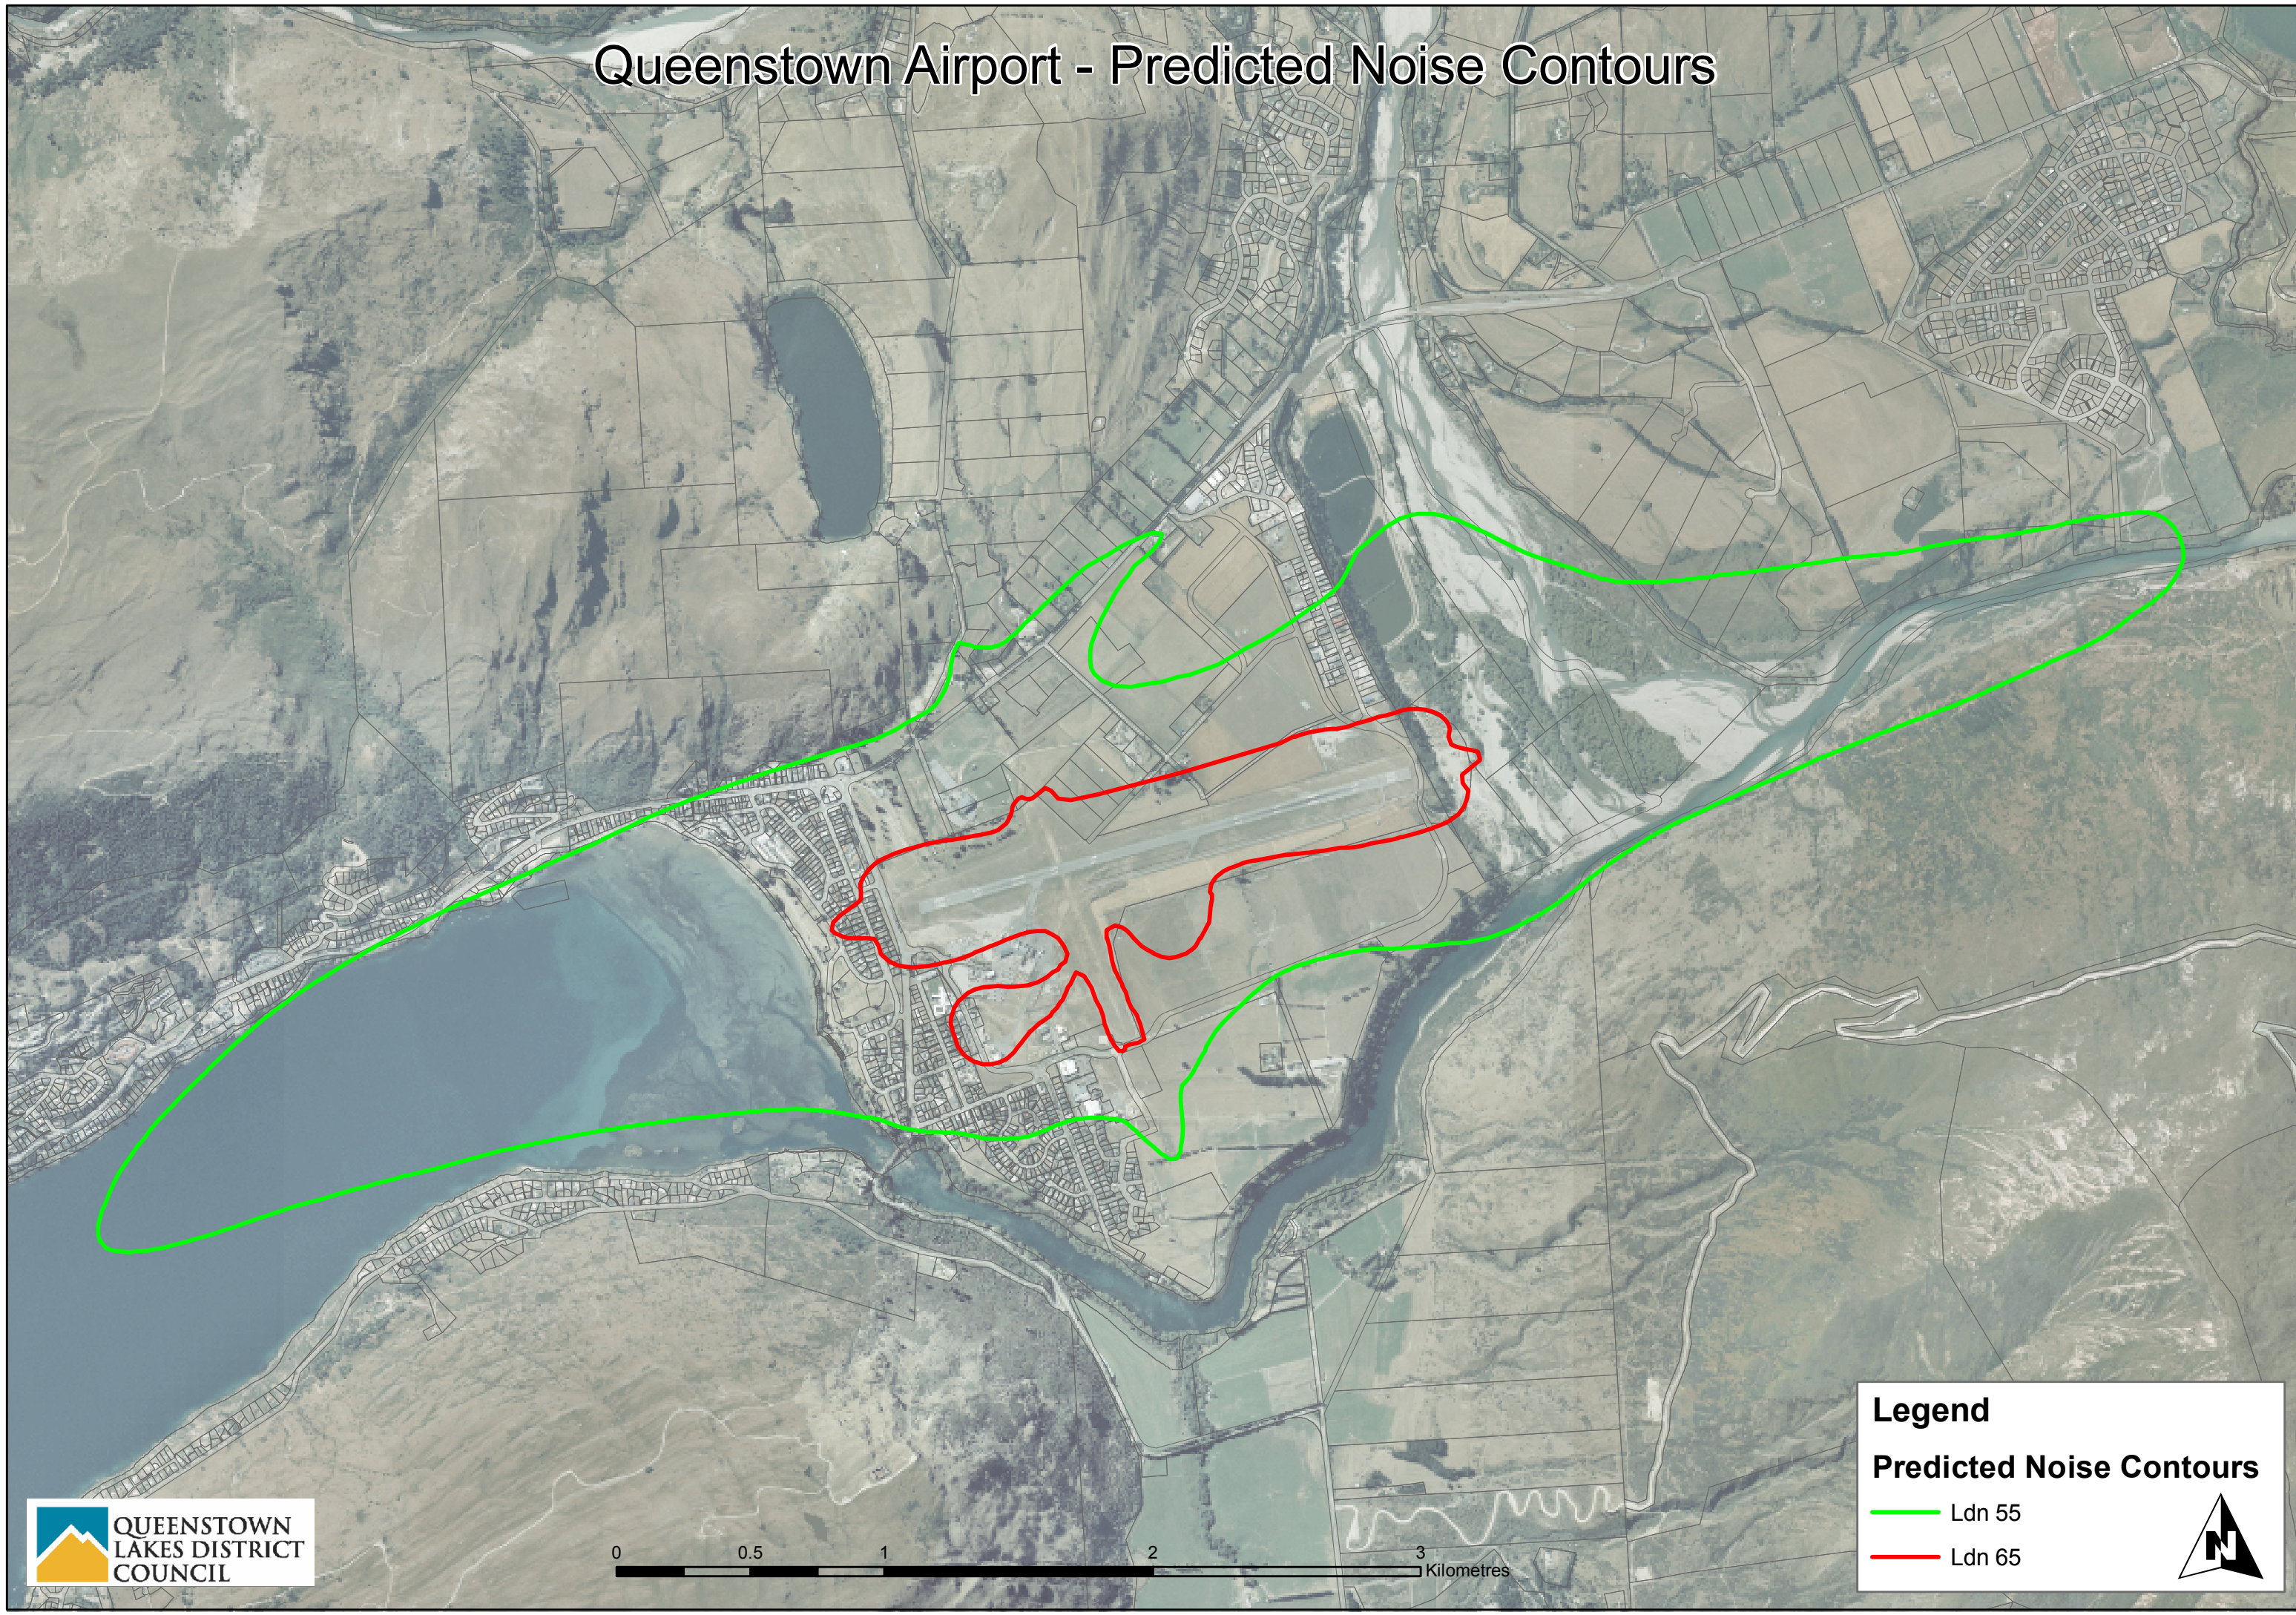 Queenstown Airport - Predicted Noise Contours
Legend
Predicted Noise Contours
Ldn 55
Ldn 65
N
QUEENSTOWN
LAKES DISTRICT
COUNCIL
0 0.5 1 2 3
Kilometres